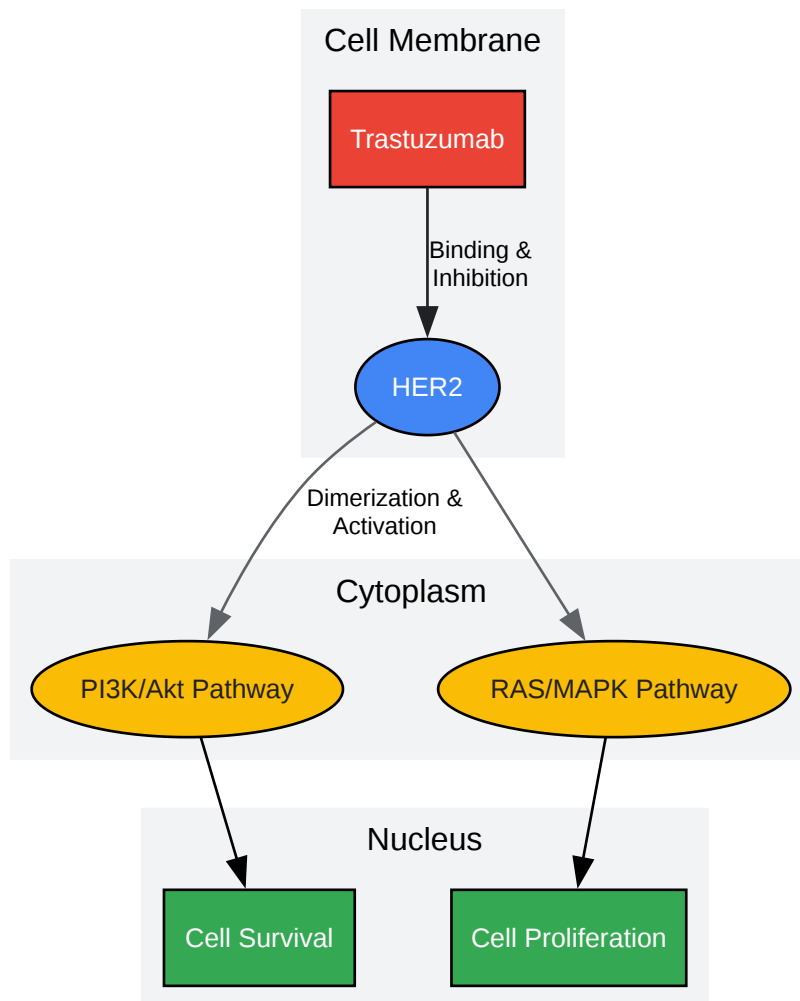 Cell Membrane
Trastuzumab
Binding &
Inhibition
HER2
Dimerization &
Activation
Cytoplasm
PI3K/Akt Pathway
RAS/MAPK Pathway
Nucleus
Cell Survival
Cell Proliferation